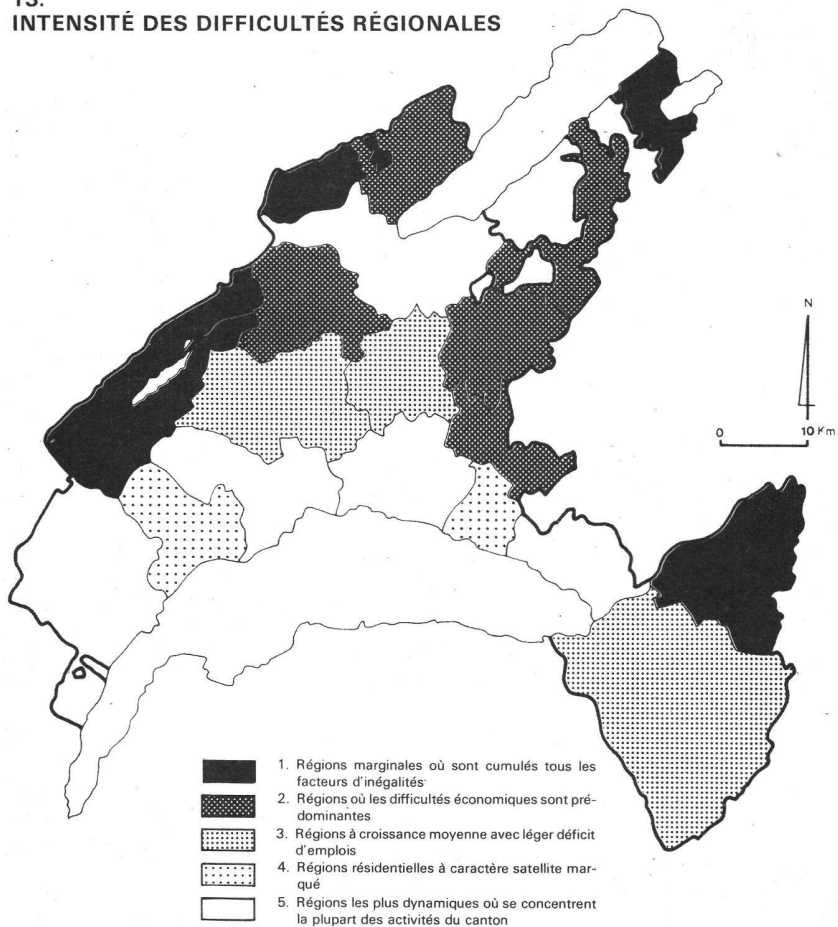 13.
INTENSITÉ DES DIFFICULTÉS RÉGIONALES
N
0 10 Km
1. Régions marginales où sont cumulés tous les
facteurs d'inégalités
2. Régions où les difficultés économiques sont pré-
dominantes
3. Régions à croissance moyenne avec léger déficit
d'emplois
4. Régions résidentielles à caractère satellite mar-
qué
5. Régions les plus dynamiques où se concentrent
la plupart des activités du canton